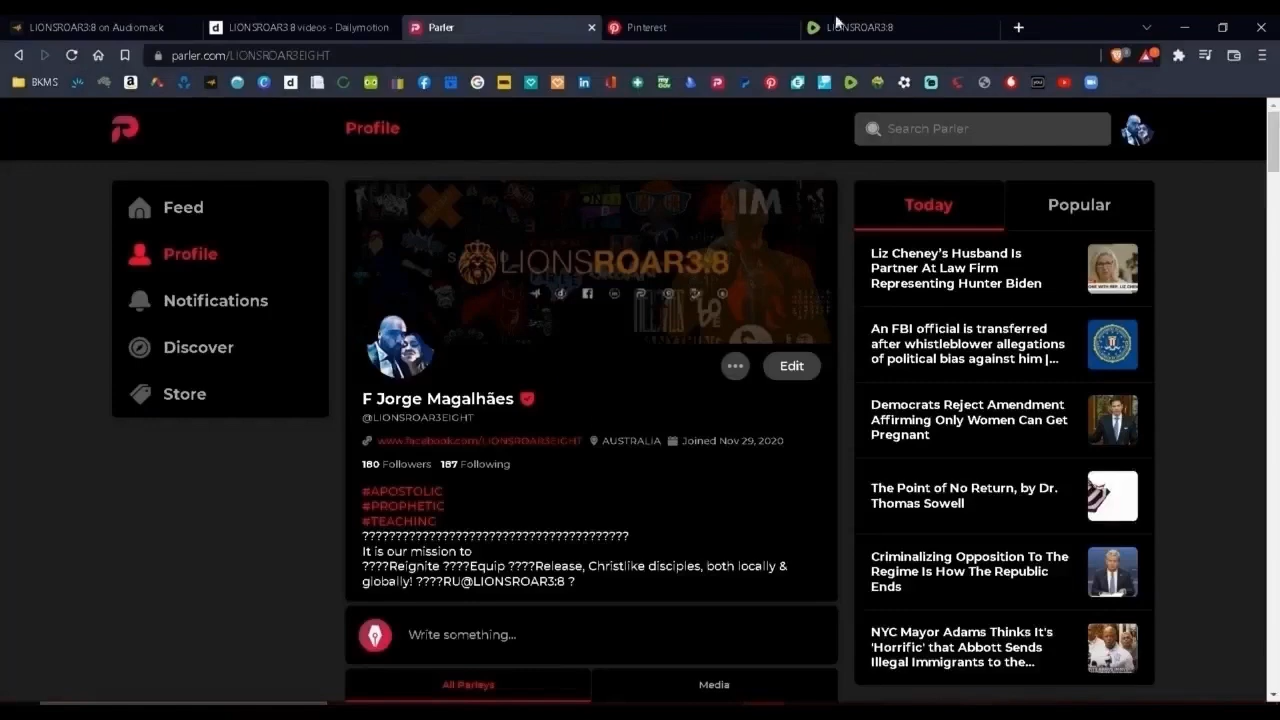 LIONSROAR3:8 on Audiomack
LIONSROAR3:8 videos - Dailymotion
Parler
Pinterest
LIONSROAR3:8
parler.com/LIONSROAR3EIGHT
BKMS
Profile
Search Parler
Feed
Profile
Notifications
Discover
Store
IM
LIONSROAR3:8
F Jorge Magalhães
@LIONSROAR3EIGHT
www.facebook.com/LIONSROAR3EIGHT AUSTRALIA Joined Nov 29, 2020
180 Followers 187 Following
Edit
#APOSTOLIC
#PROPHETIC
#TEACHING
????????????????????????????????????????
It is our mission to
????Reignite ????Equip ????Release, Christlike disciples, both locally &
globally! ????RU@LIONSROAR3:8 ?
Write something...
All Parleys
Media
Today
Popular
Liz Cheney's Husband Is
Partner At Law Firm
Representing Hunter Biden
An FBI official is transferred
after whistleblower allegations
of political bias against him |...
Democrats Reject Amendment
Affirming Only Women Can Get
Pregnant
The Point of No Return, by Dr.
Thomas Sowell
Criminalizing Opposition To The
Regime Is How The Republic
Ends
NYC Mayor Adams Thinks It's
'Horrific' that Abbott Sends
Illegal Immigrants to the...